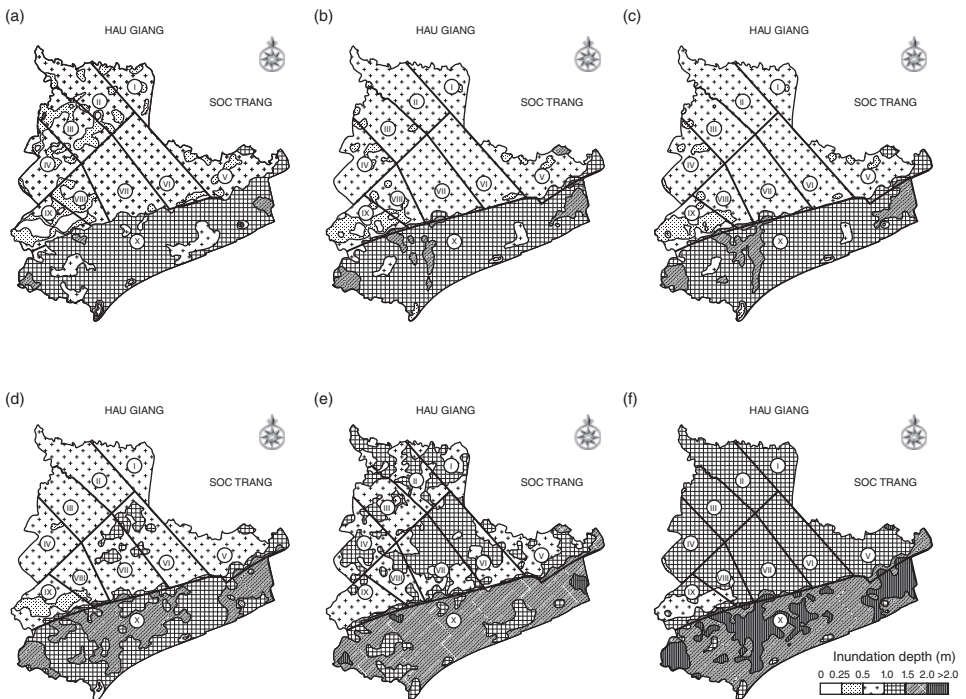 (a)
HAU GIANG
SOC TRANG
I
II
III
IV
V
VI
VII
VIII
IX
X
(b)
HAU GIANG
SOC TRANG
I
II
III
IV
V
VI
VII
VIII
IX
X
(c)
HAU GIANG
SOC TRANG
I
II
III
IV
V
VI
VII
VIII
IX
X
(d)
HAU GIANG
SOC TRANG
I
II
III
IV
V
VI
VII
VIII
IX
X
(e)
HAU GIANG
SOC TRANG
I
II
III
IV
V
VI
VII
VIII
IX
X
(f)
HAU GIANG
SOC TRANG
I
II
III
IV
V
VI
VII
VIII
IX
X
Inundation depth (m)
0 0.25 0.5 1.0 1.5 2.0 >2.0